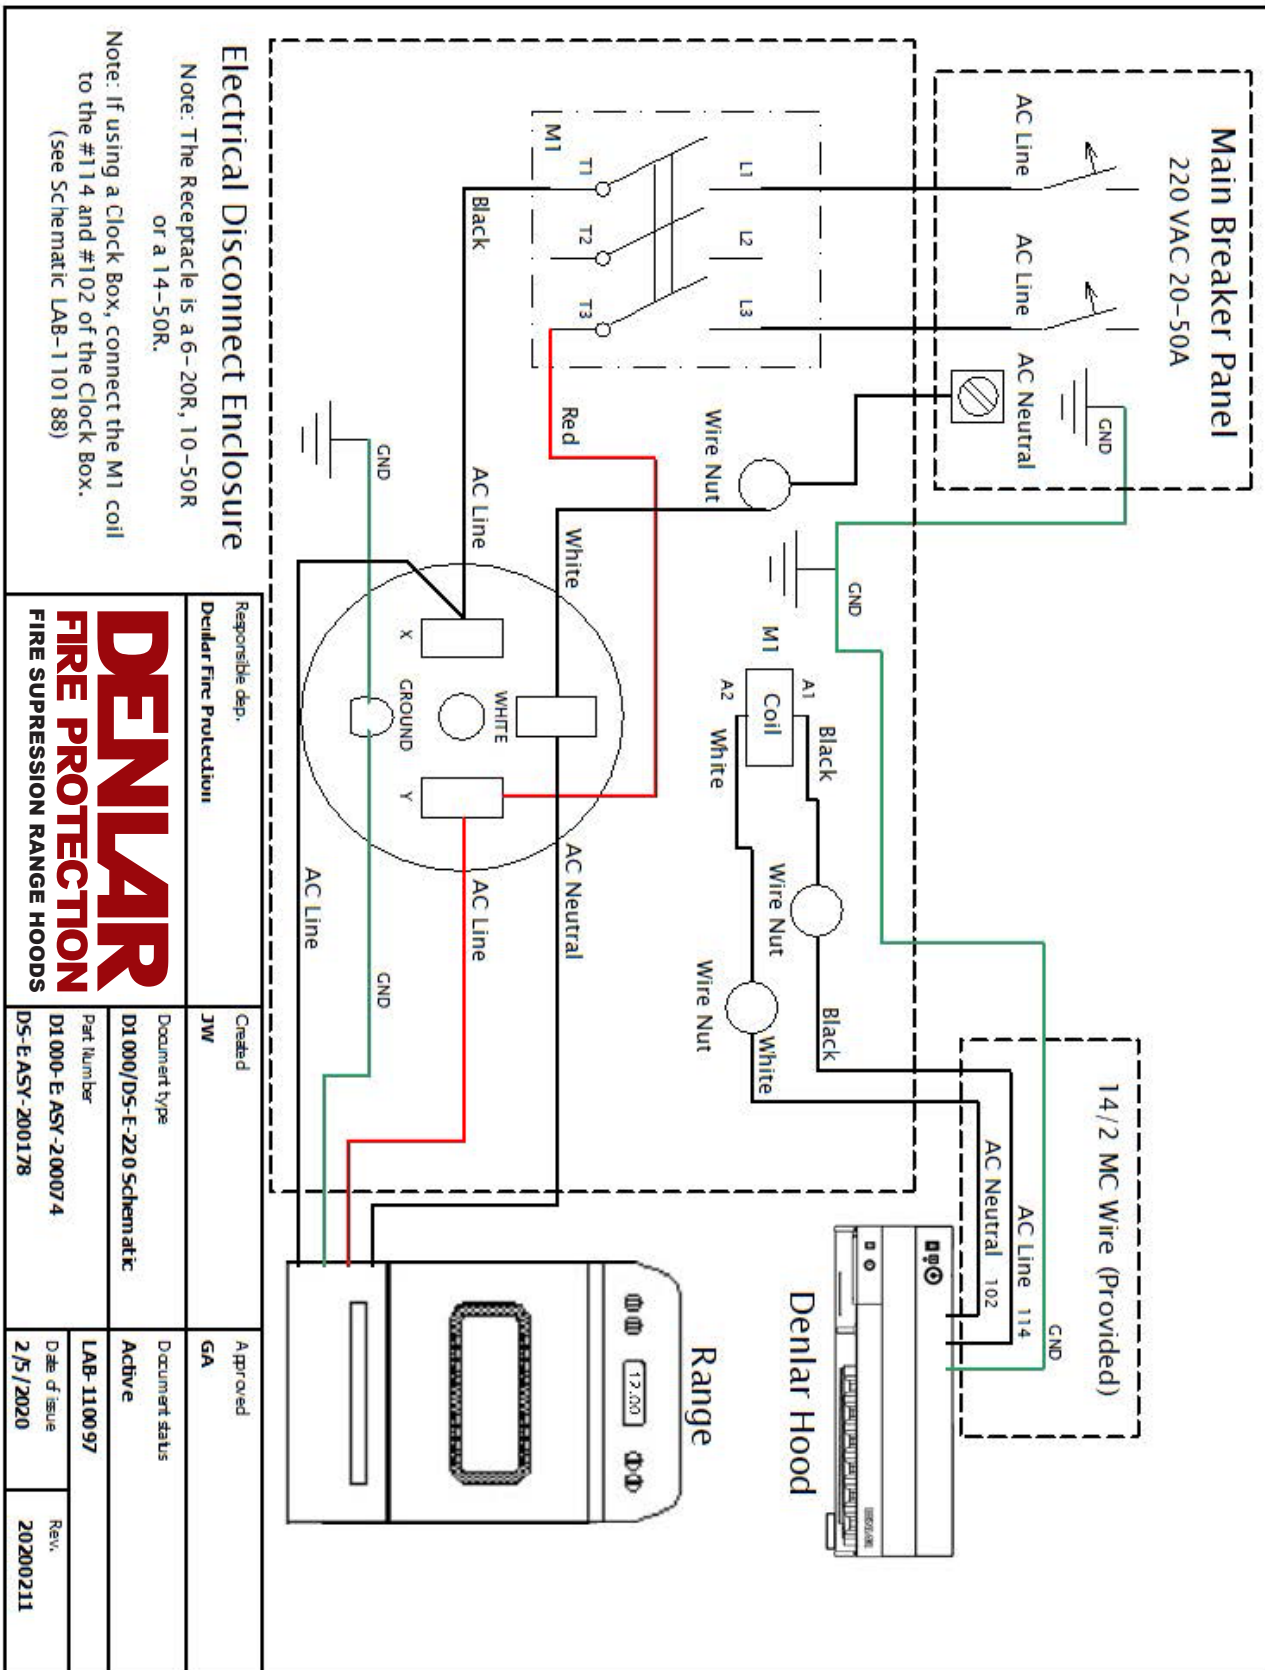 Main Breaker Panel
220 VAC 20-50A
AC Line
AC Line
AC Neutral
GND
14/2 MC Wire (Provided)
GND
AC Line 114
AC Neutral 102
L1
L2
L3
T1
T2
T3
M1
Wire Nut
GND
M1
A1
Coil
A2
Black
White
Wire Nut
Wire Nut
Black
White
Denlar Hood
Black
Red
White
AC Line
GND
WHITE
X
GROUND
Y
AC Neutral
AC Line
GND
AC Line
Range
12:00
Electrical Disconnect Enclosure
Note: The Receptacle is a 6-20R, 10-50R
or a 14-50R.
Note: If using a Clock Box, connect the M1 coil
to the #114 and #102 of the Clock Box.
(see Schematic LAB-110188)
Responsible dep.
Denlar Fire Protection
Created
JW
Approved
GA
DENLAR
FIRE PROTECTION
FIRE SUPRESSION RANGE HOODS
Document type
D1000/DS-E-220 Schematic
Document status
Active
Part Number
D1000-E ASY-200074
DS-E ASY-200178
LAB-110097
Date of issue
2/5/2020
Rev.
20200211